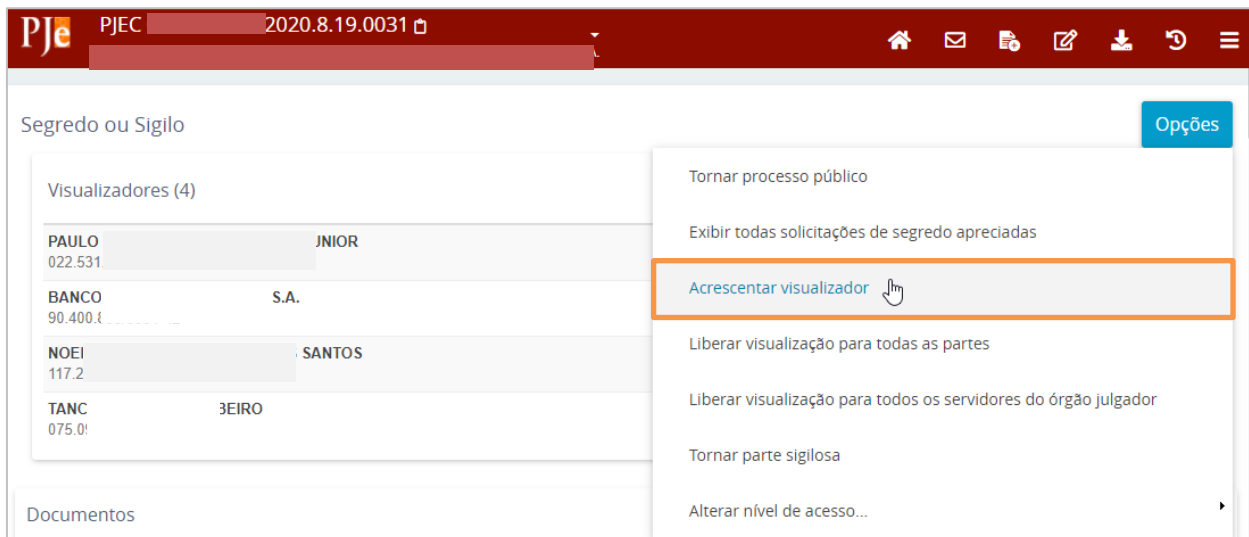 PJe
PJEC 2020.8.19.0031
Segredo ou Sigilo
Opções
Visualizadores (4)
PAULO JNIOR
022.531
BANCO S.A.
90.400.8
NOEI SANTOS
117.2
TANC BEIRO
075.09
Documentos
Tornar processo público
Exibir todas solicitações de segredo apreciadas
Acrescentar visualizador
Liberar visualização para todas as partes
Liberar visualização para todos os servidores do órgão julgador
Tornar parte sigilosa
Alterar nível de acesso...